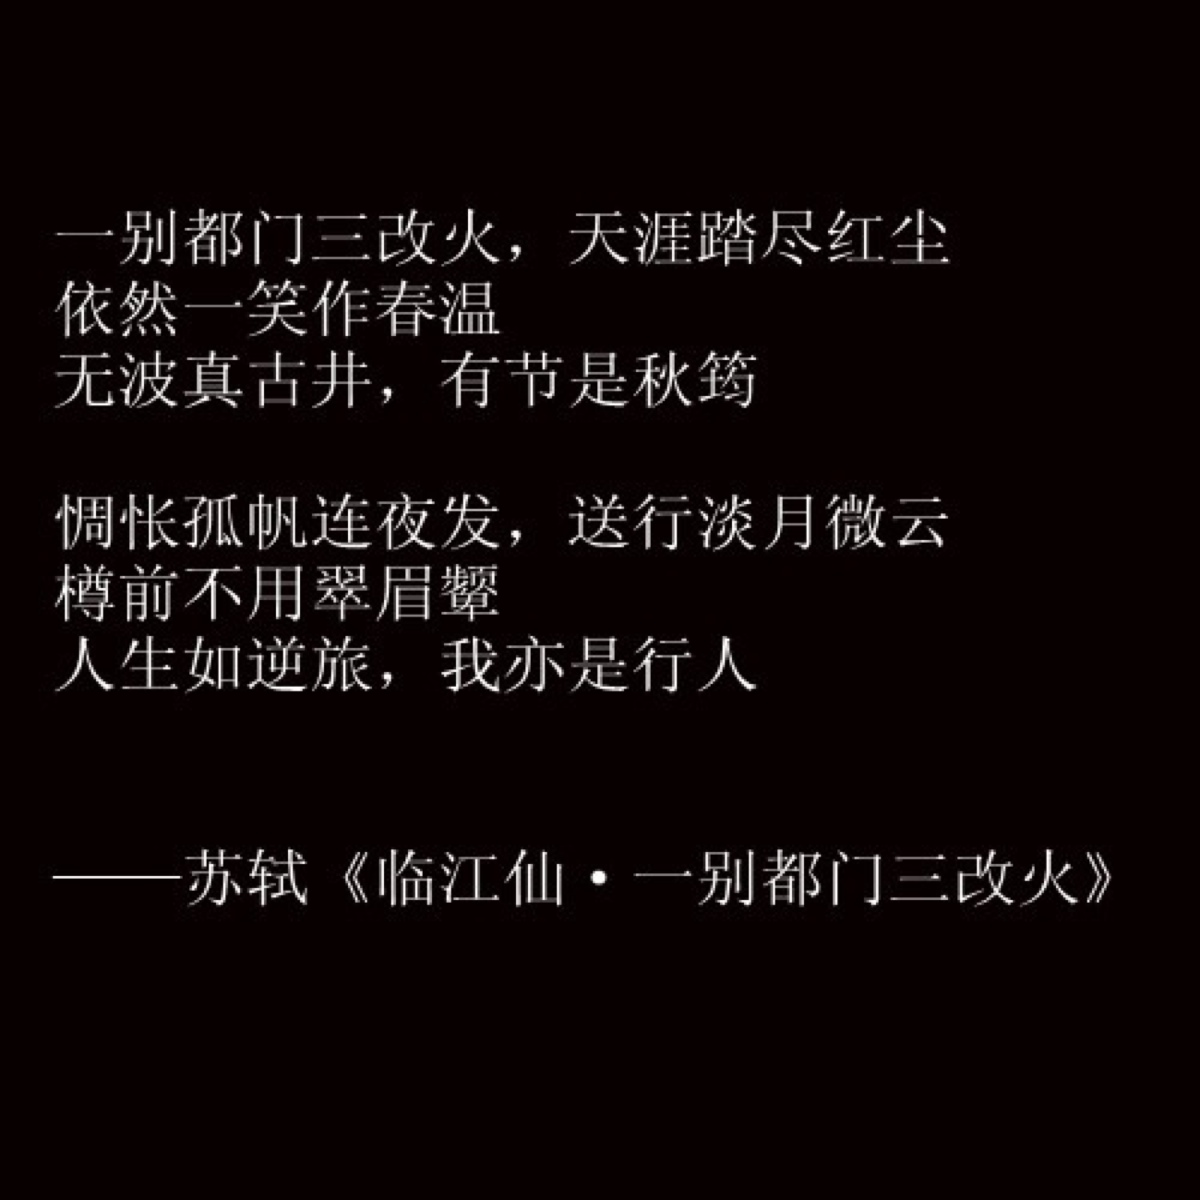 一别都门三改火，天涯踏尽红尘
依然一笑作春温
无波真古井，有节是秋筠
惆怅孤帆连夜发，送行淡月微云
樽前不用翠眉颦
人生如逆旅，我亦是行人
——苏轼《临江仙·一别都门三改火》